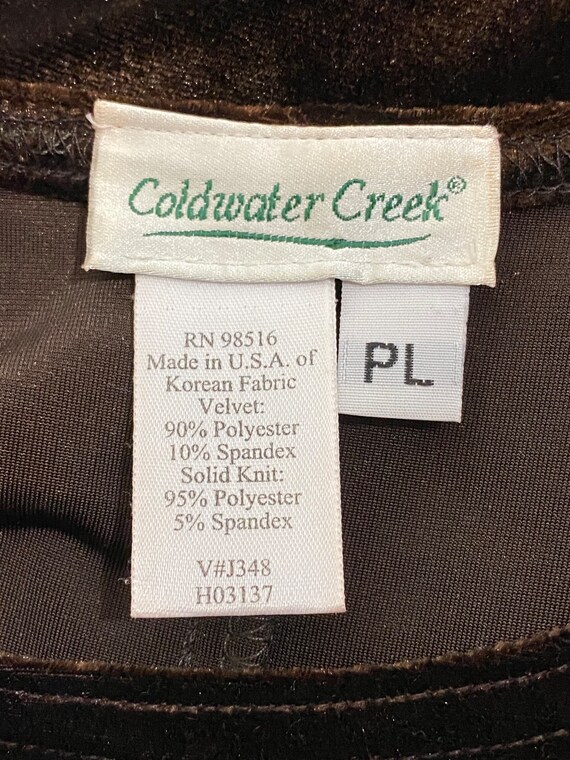 Coldwater Creek®
RN 98516
Made in U.S.A. of
Korean Fabric
Velvet:
90% Polyester
10% Spandex
Solid Knit:
95% Polyester
5% Spandex
V#J348
H03137
PL